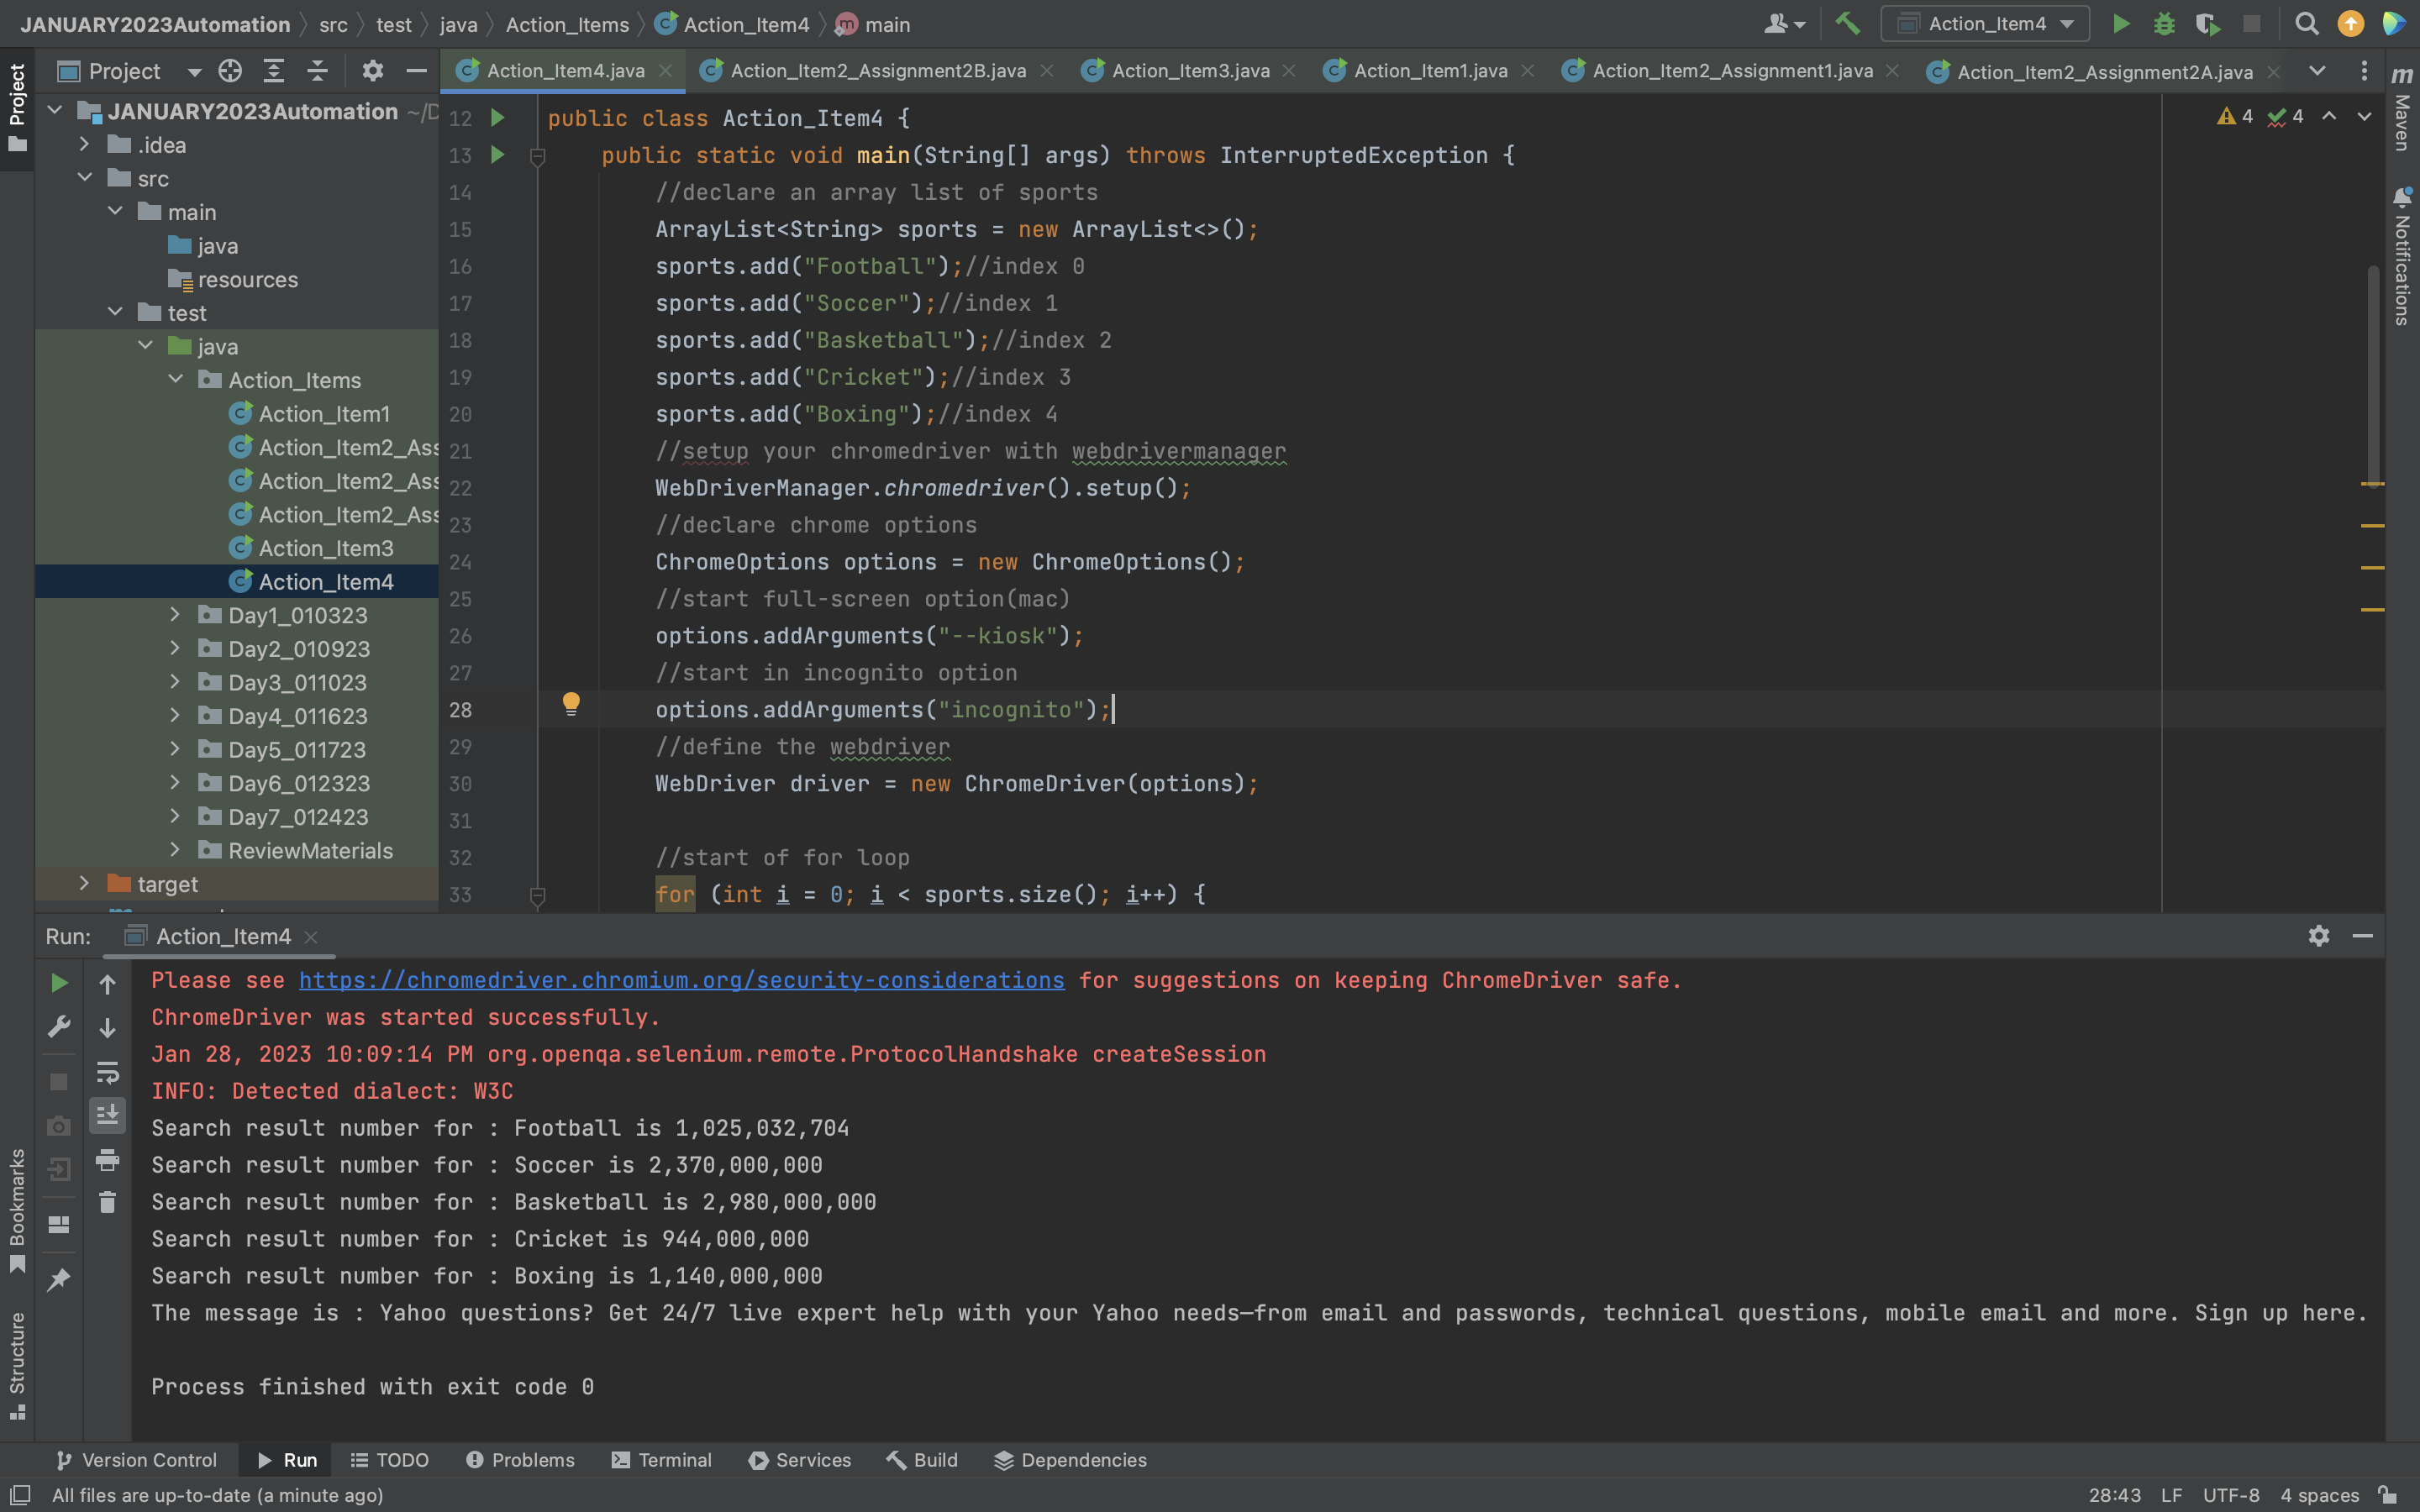 JANUARY2023Automation src test java Action_Items Action_Item4 main
Action_Item4
Project
Action_Item4.java Action_Item2_Assignment2B.java Action_Item3.java Action_Item1.java Action_Item2_Assignment1.java Action_Item2_Assignment2A.java
Project
Maven
Notifications
Bookmarks
Structure
JANUARY2023Automation ~/D
.idea
src
main
java
resources
test
java
Action_Items
Action_Item1
Action_Item2_Ass
Action_Item2_Ass
Action_Item2_Ass
Action_Item3
Action_Item4
Day1_010323
Day2_010923
Day3_011023
Day4_011623
Day5_011723
Day6_012323
Day7_012423
ReviewMaterials
target
4 4
12 public class Action_Item4 {
13 public static void main(String[] args) throws InterruptedException {
14 //declare an array list of sports
15 ArrayList<String> sports = new ArrayList<>();
16 sports.add("Football");//index 0
17 sports.add("Soccer");//index 1
18 sports.add("Basketball");//index 2
19 sports.add("Cricket");//index 3
20 sports.add("Boxing");//index 4
21 //setup your chromedriver with webdrivermanager
22 WebDriverManager.chromedriver().setup();
23 //declare chrome options
24 ChromeOptions options = new ChromeOptions();
25 //start full-screen option(mac)
26 options.addArguments("--kiosk");
27 //start in incognito option
28 options.addArguments("incognito");
29 //define the webdriver
30 WebDriver driver = new ChromeDriver(options);
31
32 //start of for loop
33 for (int i = 0; i < sports.size(); i++) {
Run: Action_Item4
Please see https://chromedriver.chromium.org/security-considerations for suggestions on keeping ChromeDriver safe.
ChromeDriver was started successfully.
Jan 28, 2023 10:09:14 PM org.openqa.selenium.remote.ProtocolHandshake createSession
INFO: Detected dialect: W3C
Search result number for : Football is 1,025,032,704
Search result number for : Soccer is 2,370,000,000
Search result number for : Basketball is 2,980,000,000
Search result number for : Cricket is 944,000,000
Search result number for : Boxing is 1,140,000,000
The message is : Yahoo questions? Get 24/7 live expert help with your Yahoo needs—from email and passwords, technical questions, mobile email and more. Sign up here.
Process finished with exit code 0
Version Control Run TODO Problems Terminal Services Build Dependencies
All files are up-to-date (a minute ago) 28:43 LF UTF-8 4 spaces